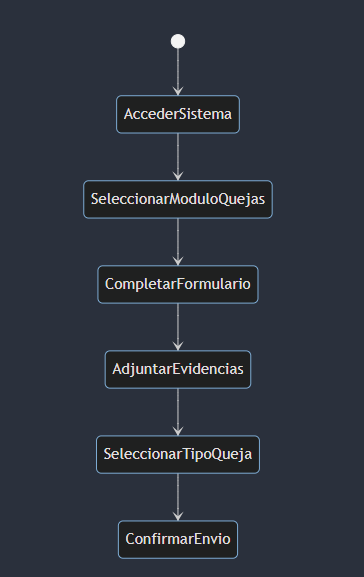 AccederSistema
SeleccionarModuloQuejas
CompletarFormulario
AdjuntarEvidencias
SeleccionarTipoQueja
ConfirmarEnvio